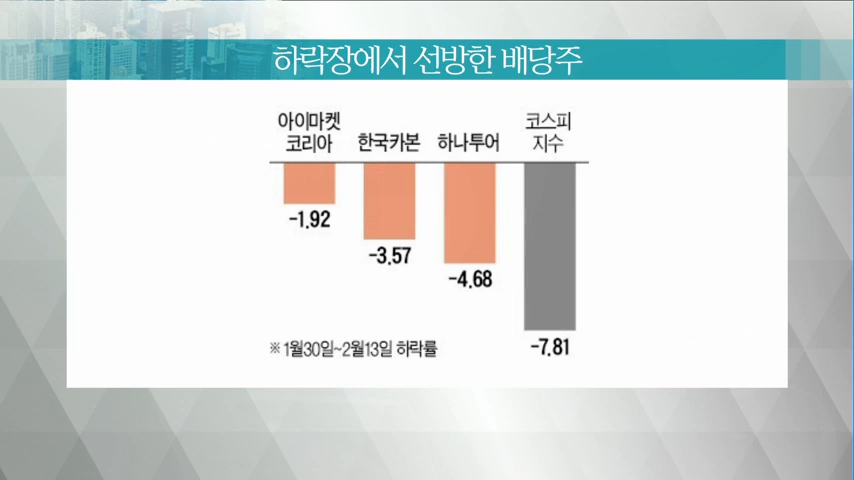 하락장에서 선방한 배당주
아이마켓
코리아
한국카본
하나투어
코스피
지수
-1.92
-3.57
-4.68
-7.81
※ 1월30일~2월13일 하락률